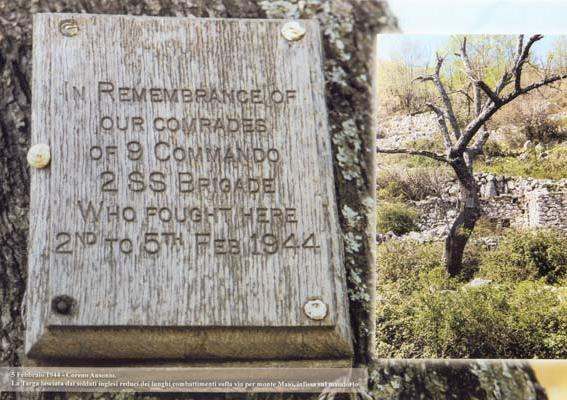 In Remembrance of
our comrades
of 9 Commando
2 SS Brigade
Who fought here
2ND to 5TH Feb 1944
5 Febbraio 1944 - Coreno Ausonio.
La Targa lasciata dai soldati inglesi reduci dei lunghi combattimenti sulla via per monte Maio, infissa sul mandorlo